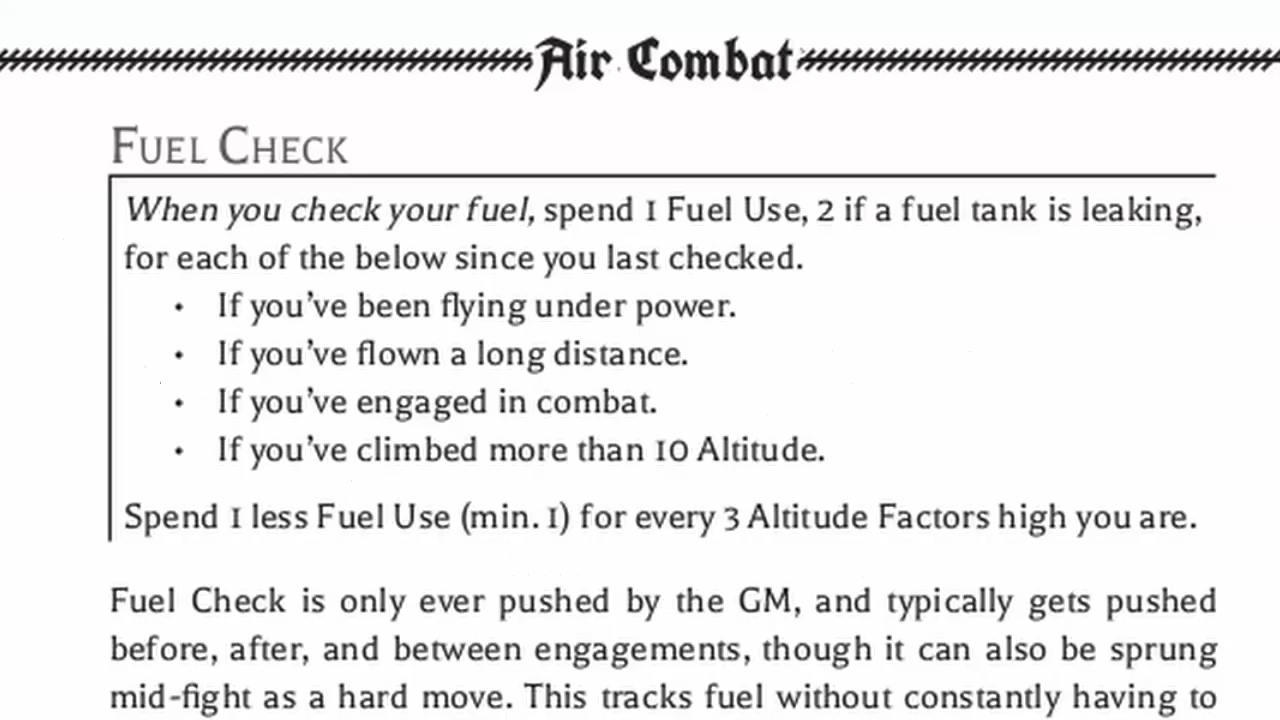 Air Combat
Fuel Check
When you check your fuel, spend 1 Fuel Use, 2 if a fuel tank is leaking,
for each of the below since you last checked.
• If you've been flying under power.
• If you've flown a long distance.
• If you've engaged in combat.
• If you've climbed more than 10 Altitude.
Spend 1 less Fuel Use (min. 1) for every 3 Altitude Factors high you are.
Fuel Check is only ever pushed by the GM, and typically gets pushed
before, after, and between engagements, though it can also be sprung
mid-fight as a hard move. This tracks fuel without constantly having to